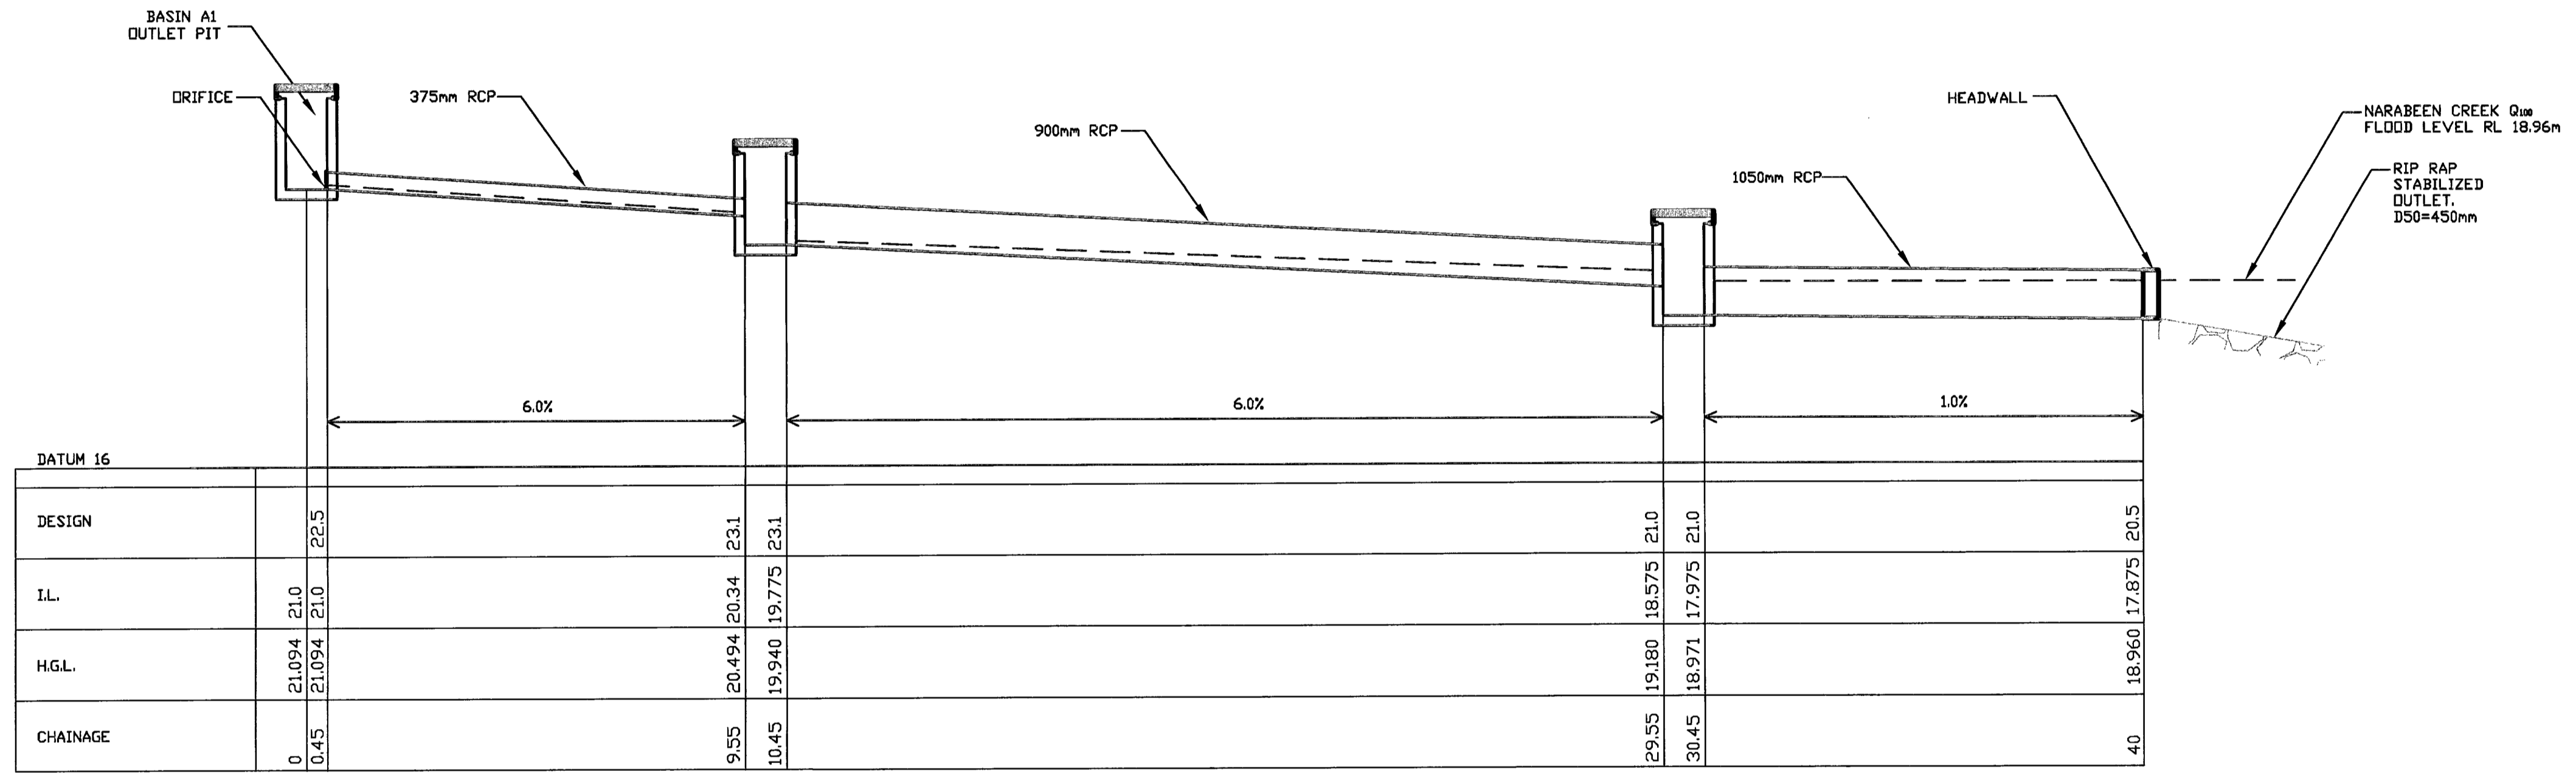 BASIN A1
OUTLET PIT
ORIFICE
375mm RCP
900mm RCP
1050mm RCP
HEADWALL
NARABEEN CREEK Q100
FLOOD LEVEL RL 18.96m
RIP RAP
STABILIZED
OUTLET.
D50=450mm
6.0%
6.0%
1.0%
DATUM 16
DESIGN
22.5
23.1
23.1
21.0
21.0
20.5
I.L.
21.0
21.0
20.34
19.775
18.575
17.975
17.875
H.G.L.
21.094
21.094
20.494
19.940
19.180
18.971
18.960
CHAINAGE
0
0.45
9.55
10.45
29.55
30.45
40